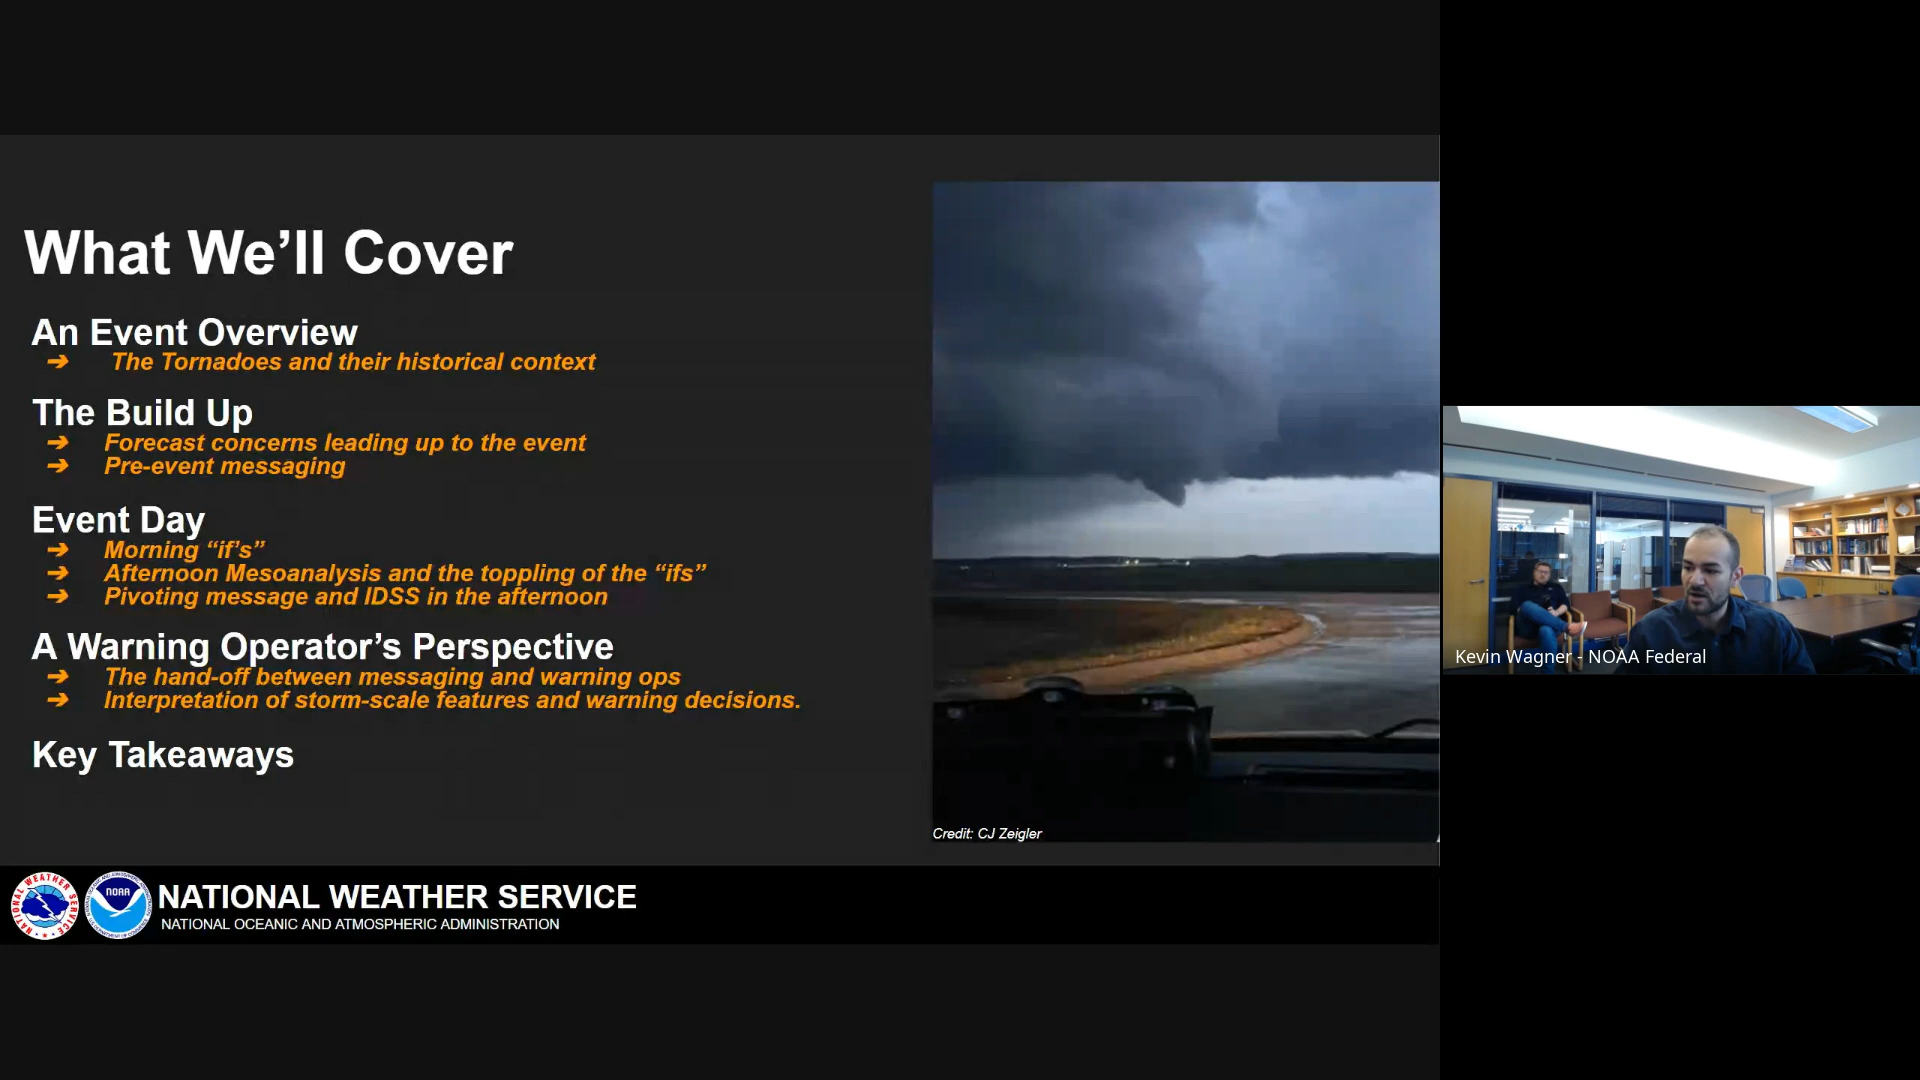 What We’ll Cover
An Event Overview
➔ The Tornadoes and their historical context
The Build Up
➔ Forecast concerns leading up to the event
➔ Pre-event messaging
Event Day
➔ Morning “if’s”
➔ Afternoon Mesoanalysis and the toppling of the “ifs”
➔ Pivoting message and IDSS in the afternoon
A Warning Operator’s Perspective
➔ The hand-off between messaging and warning ops
➔ Interpretation of storm-scale features and warning decisions.
Key Takeaways
Credit: CJ Zeigler
NATIONAL WEATHER SERVICE
NOAA
NATIONAL WEATHER SERVICE
NATIONAL OCEANIC AND ATMOSPHERIC ADMINISTRATION
Kevin Wagner - NOAA Federal